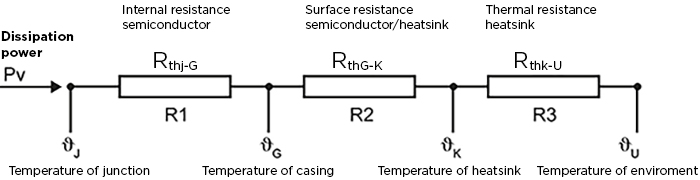 Internal resistance
semiconductor
Surface resistance
semiconductor/heatsink
Thermal resistance
heatsink
Dissipation
power
Pv
Rthj-G
RthG-K
Rthk-U
R1
R2
R3
ϑJ
ϑG
ϑK
ϑU
Temperature of junction
Temperature of casing
Temperature of heatsink
Temperature of enviroment